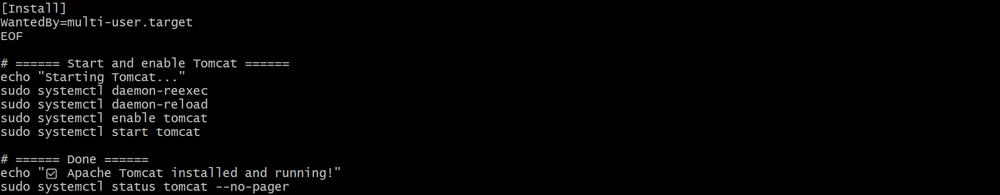 [Install]
WantedBy=multi-user.target
EOF
# ====== Start and enable Tomcat ======
echo "Starting Tomcat..."
sudo systemctl daemon-reexec
sudo systemctl daemon-reload
sudo systemctl enable tomcat
sudo systemctl start tomcat
# ====== Done ======
echo "☑ Apache Tomcat installed and running!"
sudo systemctl status tomcat --no-pager